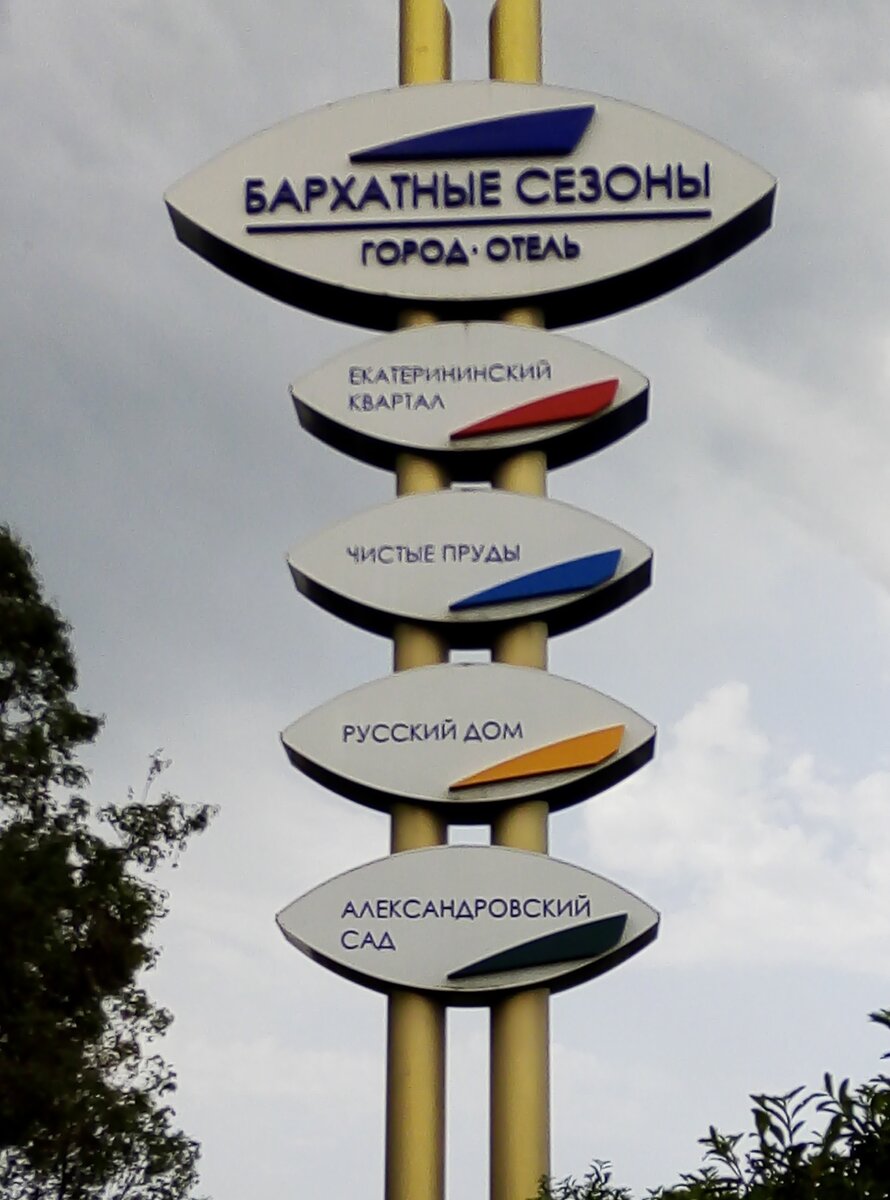 БАРХАТНЫЕ СЕЗОНЫ
ГОРОД·ОТЕЛЬ
ЕКАТЕРИНИНСКИЙ
КВАРТАЛ
ЧИСТЫЕ ПРУДЫ
РУССКИЙ ДОМ
АЛЕКСАНДРОВСКИЙ
САД